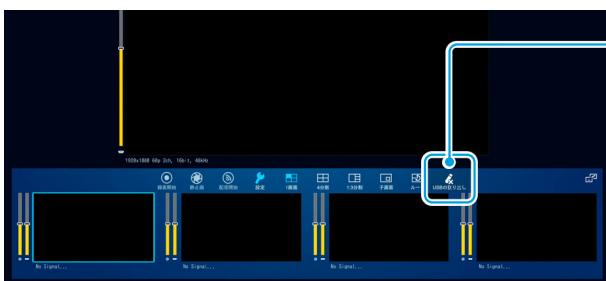 1920x1080 60p 2ch, 16bit, 48kHz
録画開始
静止画
配信開始
設定
1画面
4分割
1:3分割
子画面
USBの取り出し
No Signal...
No Signal...
No Signal...
No Signal...